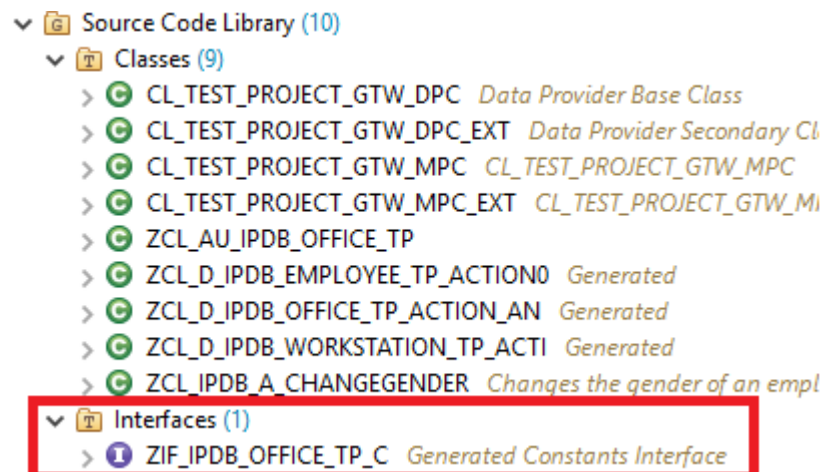 Source Code Library (10)
Classes (9)
CL_TEST_PROJECT_GTW_DPC Data Provider Base Class
CL_TEST_PROJECT_GTW_DPC_EXT Data Provider Secondary
CL_TEST_PROJECT_GTW_MPC CL_TEST_PROJECT_GTW_MPC
CL_TEST_PROJECT_GTW_MPC_EXT
ZCL_AU_IPDB_OFFICE_TP
ZCL_D_IPDB_EMPLOYEE_TP_ACTION0 Generated
ZCL_D_IPDB_OFFICE_TP_ACTION_AN Generated
ZCL_D_IPDB_WORKSTATION_TP_ACTI Generated
ZCL_IPDB_A_CHANGEGENDER Changes the gender of an
Interfaces (1)
ZIF_IPDB_OFFICE_TP_C Generated Constants Interface